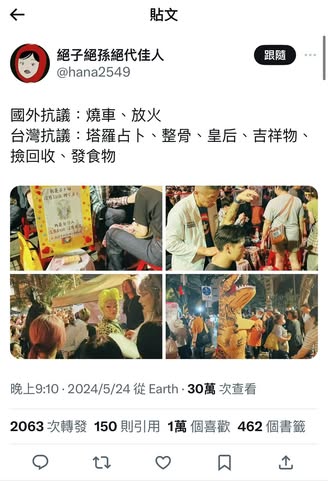 貼文
絕子絕孫絕代佳人
@hana2549
跟隨
國外抗議：燒車、放火
台灣抗議：塔羅占卜、整骨、皇后、吉祥物、
撿回收、發食物
晚上9:10 · 2024/5/24 從 Earth · 30萬 次查看
2063 次轉發 150 則引用 1萬 個喜歡 462 個書籤